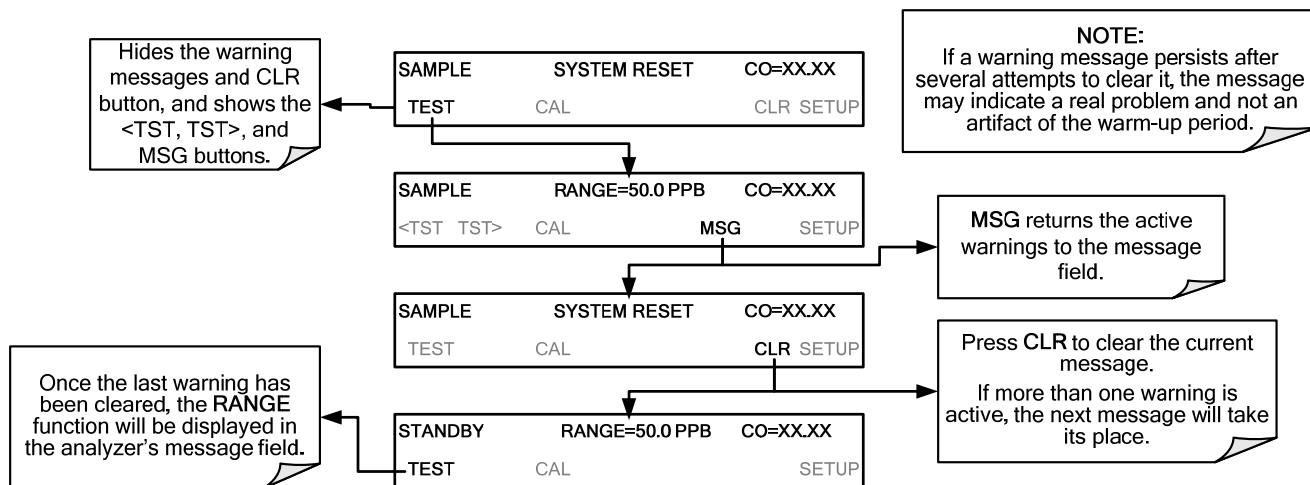 Hides the warning
messages and CLR
button, and shows the
<TST, TST>, and
MSG buttons.
SAMPLE SYSTEM RESET CO=XX.XX
TEST CAL CLR SETUP
NOTE:
If a warning message persists after
several attempts to clear it, the message
may indicate a real problem and not an
artifact of the warm-up period.
SAMPLE RANGE=50.0 PPB CO=XX.XX
<TST TST> CAL MSG SETUP
MSG returns the active
warnings to the message
field.
SAMPLE SYSTEM RESET CO=XX.XX
TEST CAL CLR SETUP
Press CLR to clear the current
message.
If more than one warning is
active, the next message will take
its place.
Once the last warning has
been cleared, the RANGE
function will be displayed in
the analyzer's message field.
STANDBY RANGE=50.0 PPB CO=XX.XX
TEST CAL SETUP